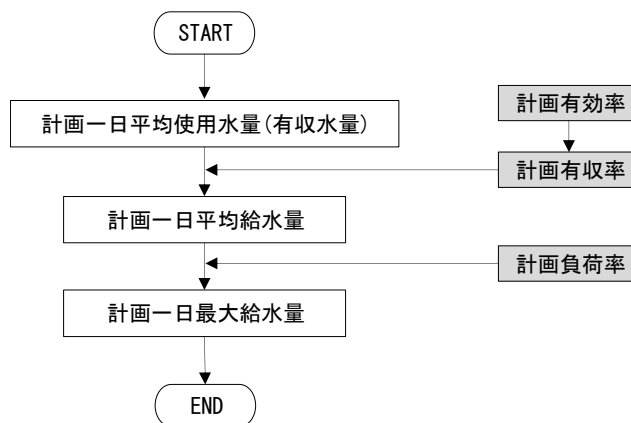 START
計画有効率
計画一日平均使用水量(有収水量)
計画有収率
計画一日平均給水量
計画負荷率
計画一日最大給水量
END